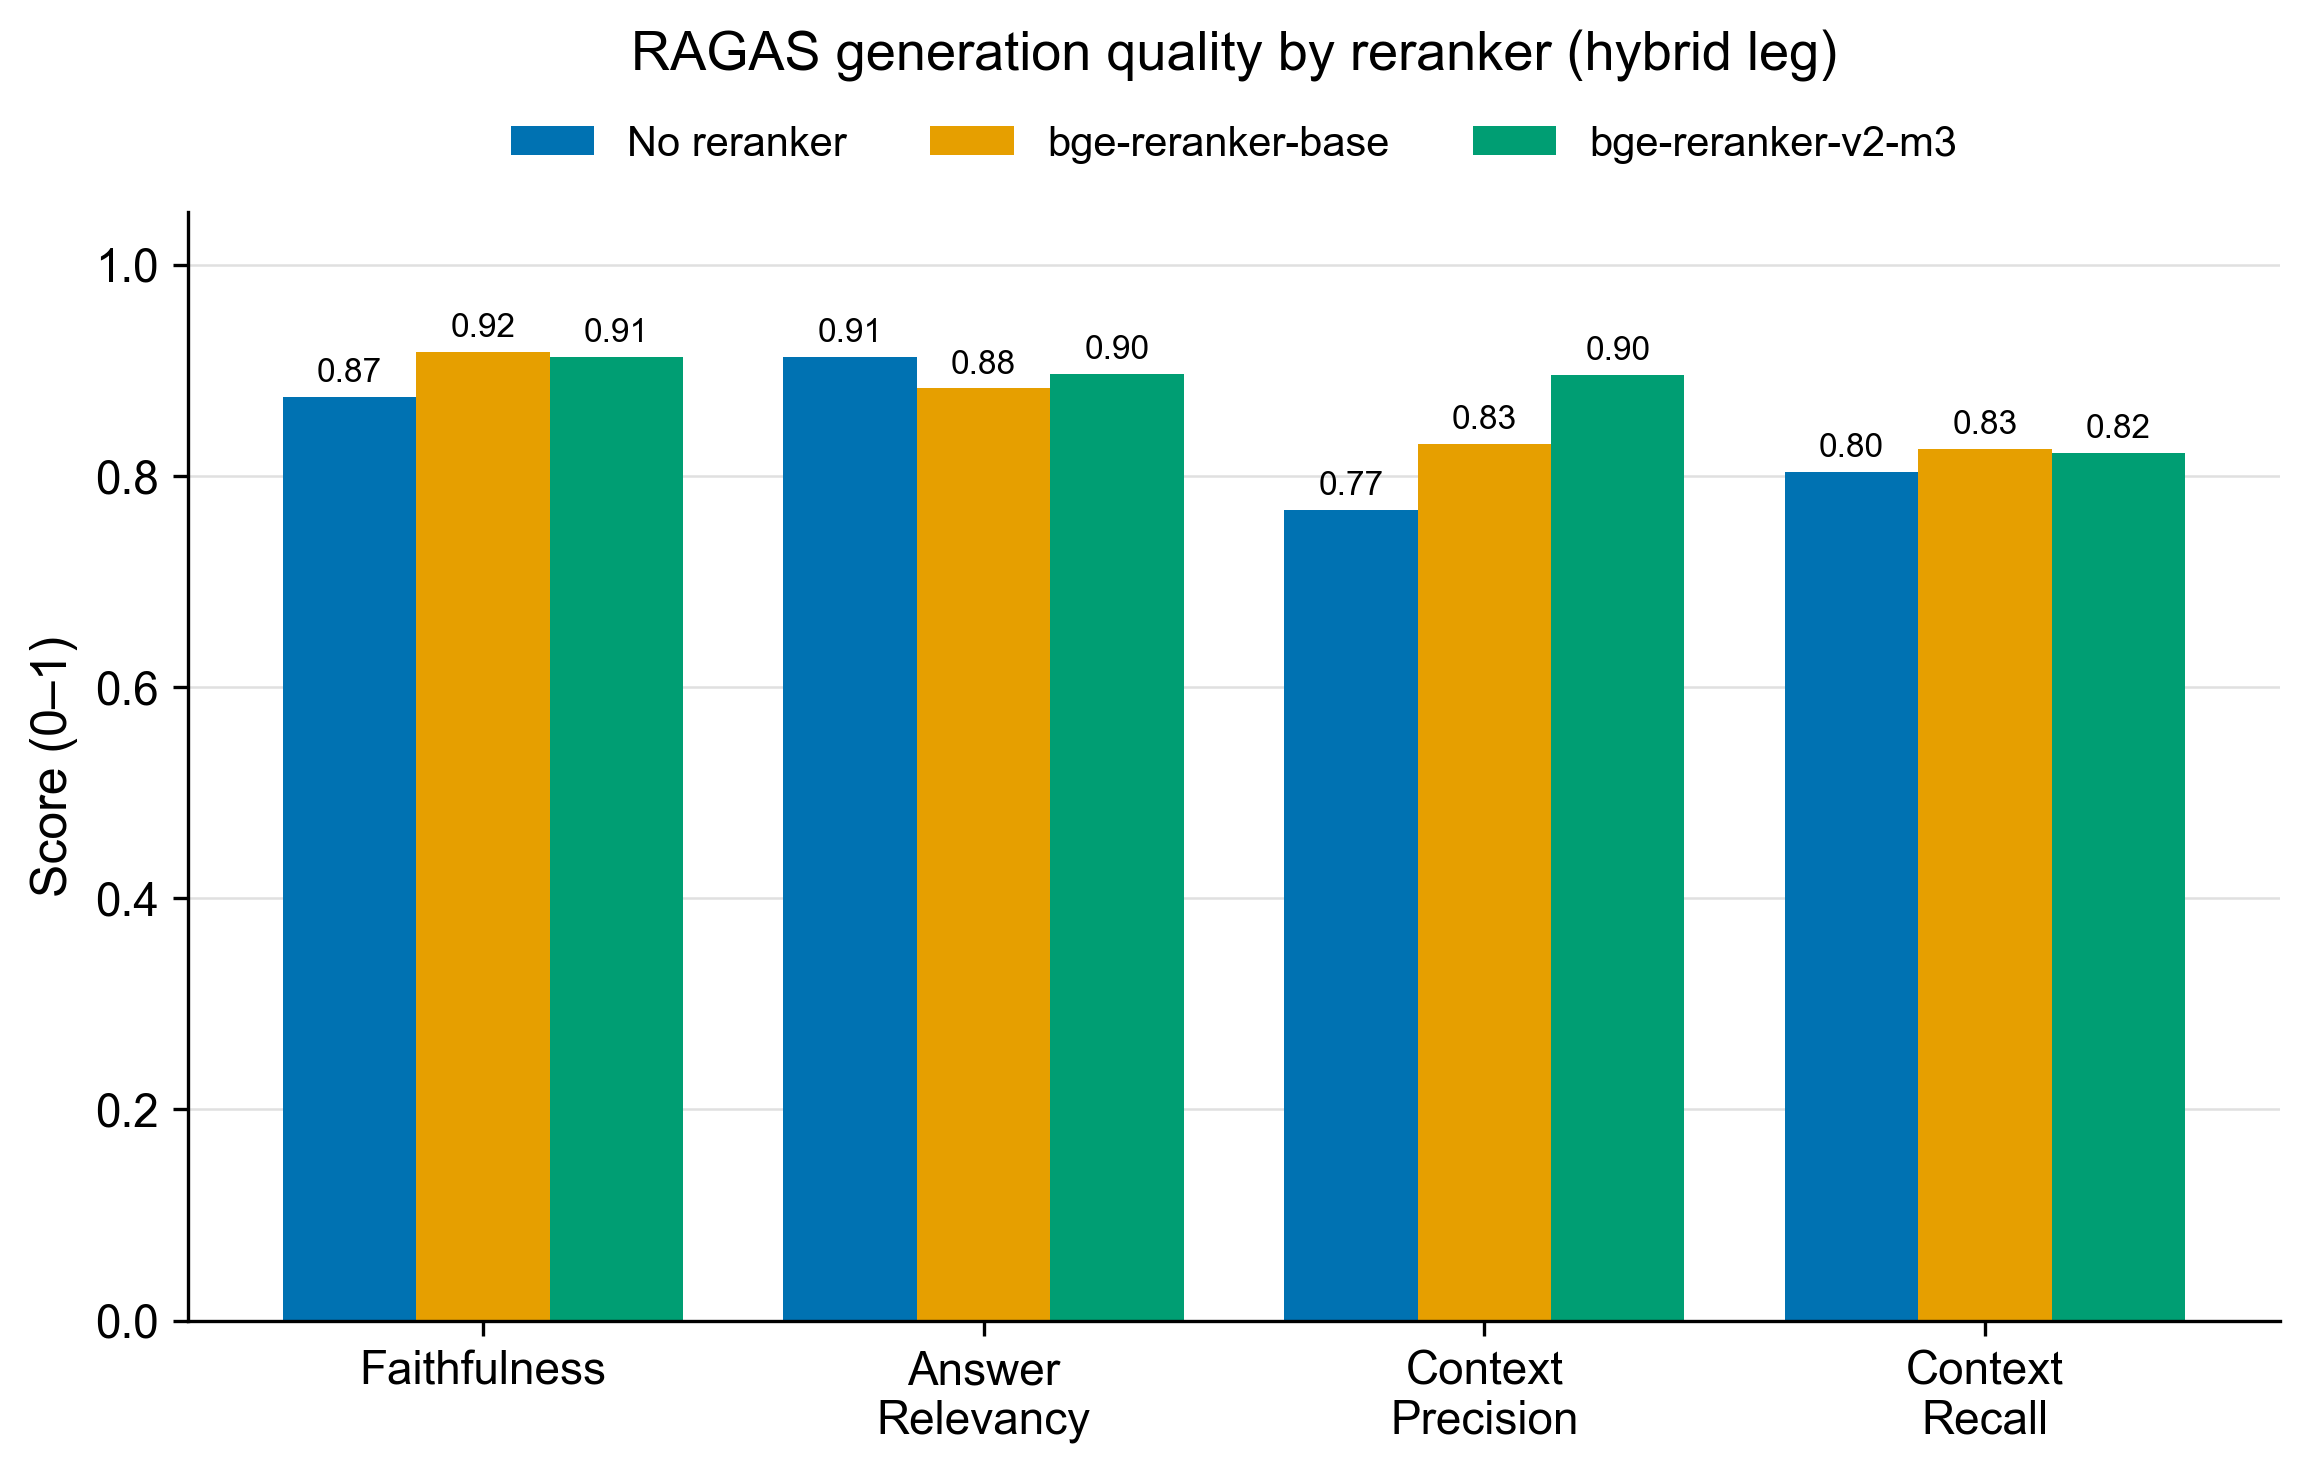 RAGAS generation quality by reranker (hybrid leg)
No reranker bge-reranker-base bge-reranker-v2-m3
Score (0–1)
1.0
0.8
0.6
0.4
0.2
0.0
0.87 0.92 0.91
0.91 0.88 0.90
0.77 0.83 0.90
0.80 0.83 0.82
Faithfulness
Answer
Relevancy
Context
Precision
Context
Recall